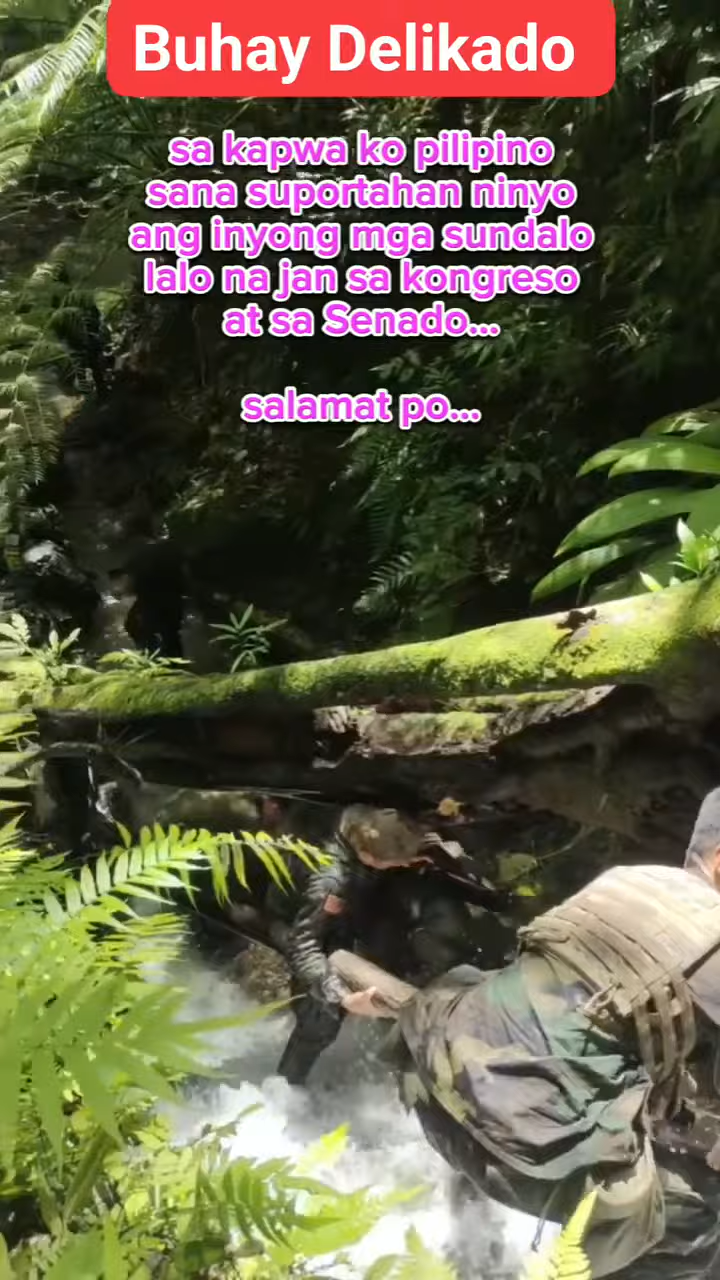 Buhay Delikado
sa kapwa ko pilipino
sana suportahan ninyo
ang inyong mga sundalo
lalo na jan sa kongreso
at sa Senado...
salamat po...